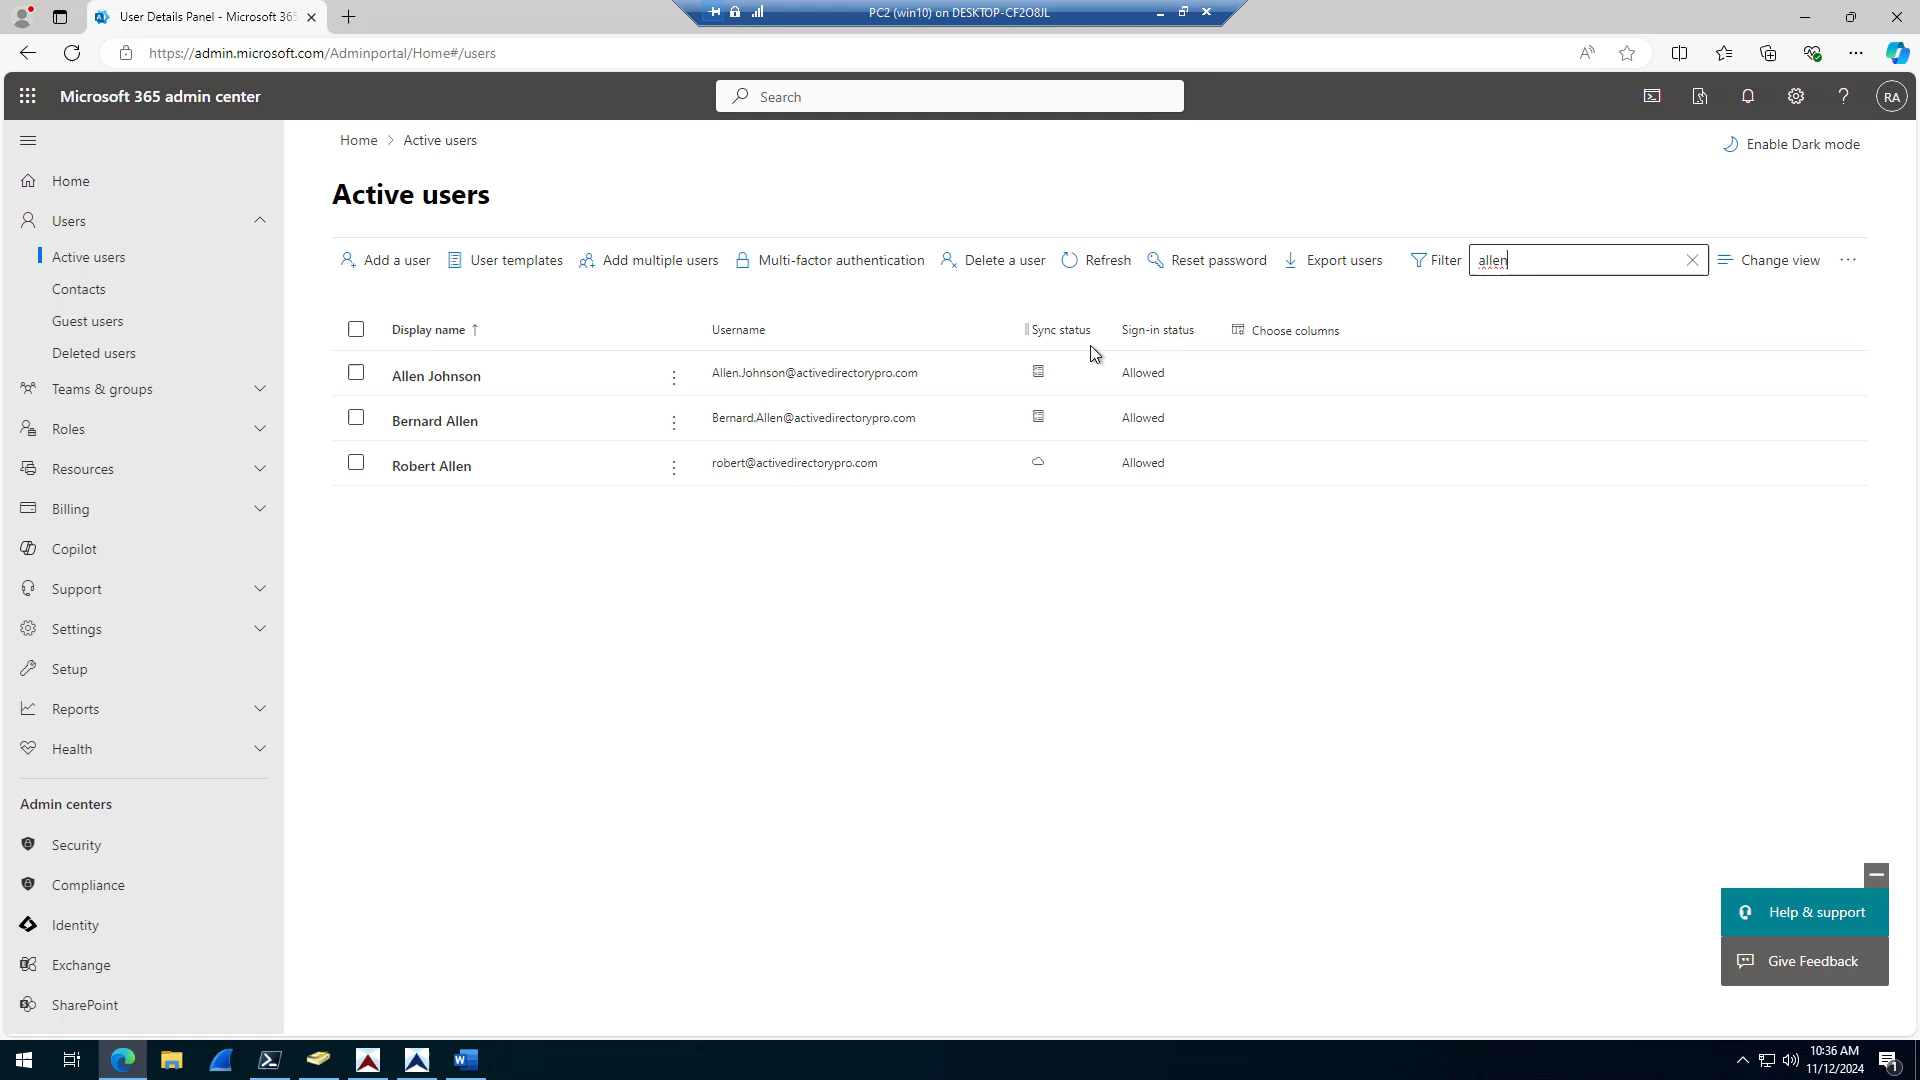 User Details Panel - Microsoft 365
PC2 (win10) on DESKTOP-CF2O8JL
https://admin.microsoft.com/Adminportal/Home#/users
Microsoft 365 admin center
Search
RA
Home > Active users
Enable Dark mode
Active users
Add a user
User templates
Add multiple users
Multi-factor authentication
Delete a user
Refresh
Reset password
Export users
Filter
allen
Change view
Display name ↑
Username
Sync status
Sign-in status
Choose columns
Allen Johnson
Allen.Johnson@activedirectorypro.com
Allowed
Bernard Allen
Bernard.Allen@activedirectorypro.com
Allowed
Robert Allen
robert@activedirectorypro.com
Allowed
Home
Users
Active users
Contacts
Guest users
Deleted users
Teams & groups
Roles
Resources
Billing
Copilot
Support
Settings
Setup
Reports
Health
Admin centers
Security
Compliance
Identity
Exchange
SharePoint
Help & support
Give Feedback
10:36 AM
11/12/2024
1